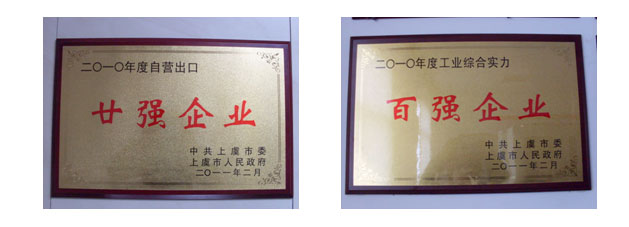 二〇一〇年度自营出口
廿强企业
中共上虞市委
上虞市人民政府
二〇一一年二月
二〇一〇年度工业综合实力
百强企业
中共上虞市委
上虞市人民政府
二〇一一年二月